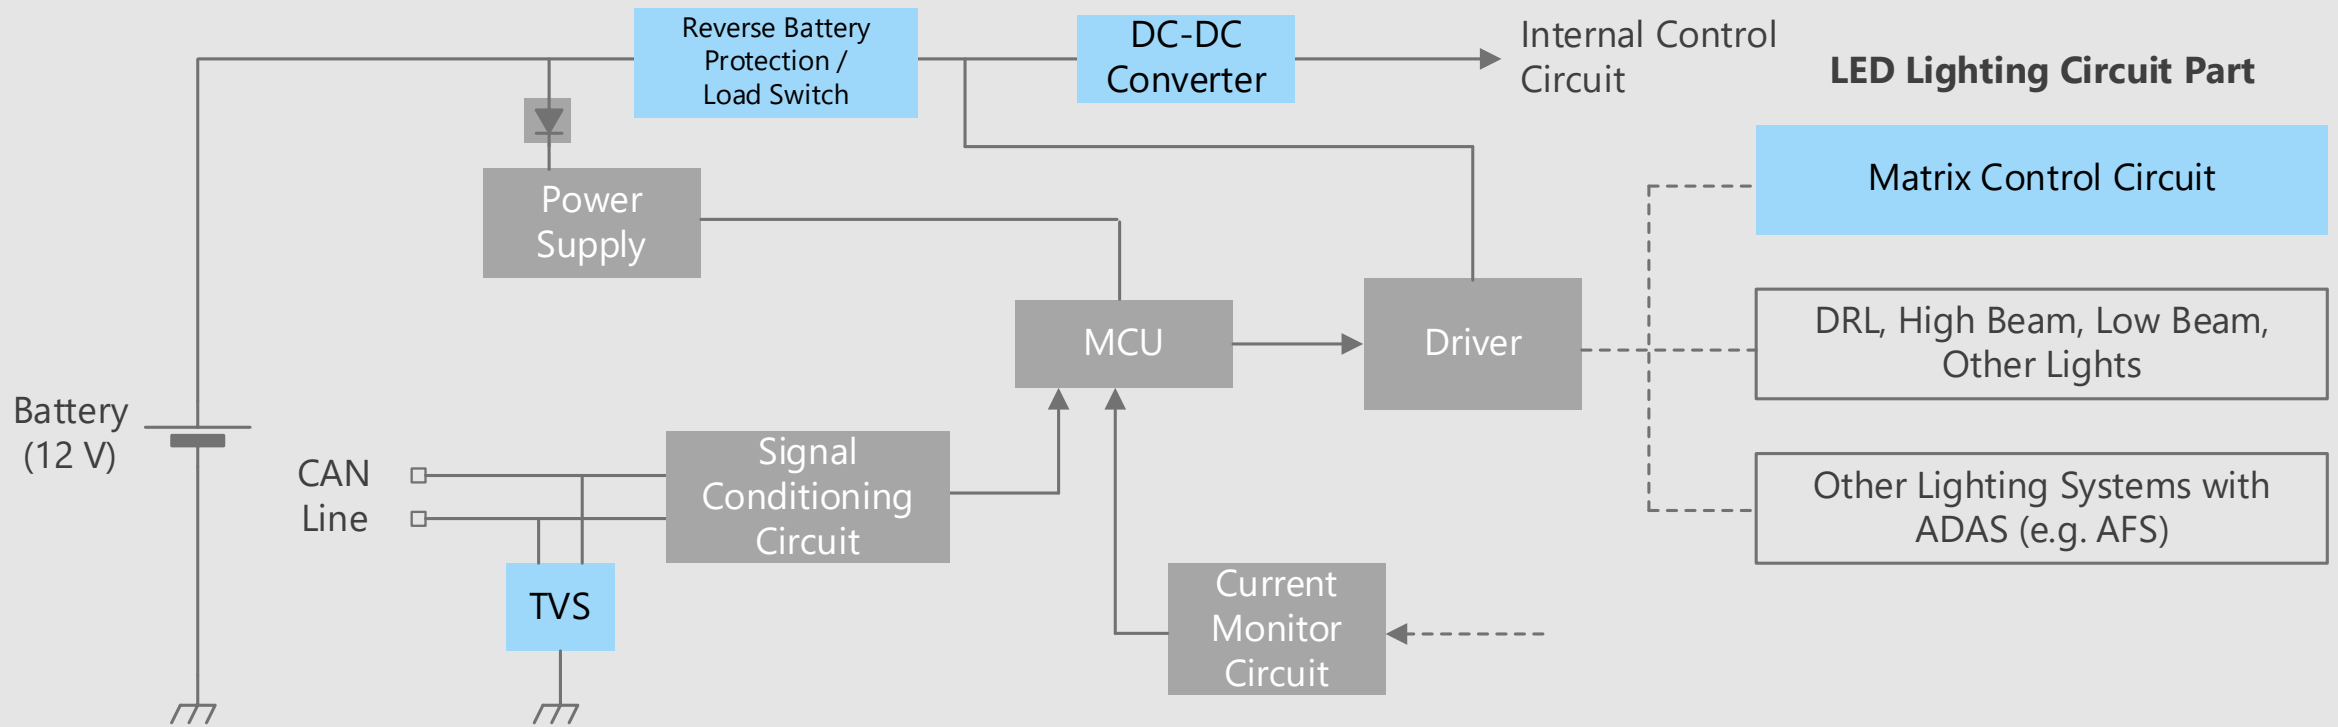 Reverse Battery
Protection /
Load Switch
DC-DC
Converter
Internal Control
Circuit
LED Lighting Circuit Part
Matrix Control Circuit
Power
Supply
MCU
Driver
DRL, High Beam, Low Beam,
Other Lights
Battery
(12 V)
CAN
Line
Signal
Conditioning
Circuit
Other Lighting Systems with
ADAS (e.g. AFS)
TVS
Current
Monitor
Circuit